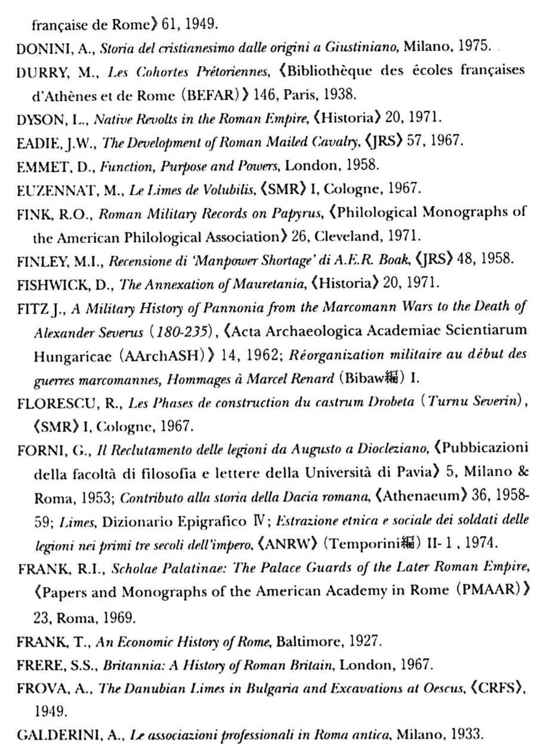 française de Rome》61, 1949.
DONINI, A., Storia del cristianesimo dalle origini a Giustiniano, Milano, 1975.
DURRY, M., Les Cohortes Prétoriennes, 《Bibliothèque des écoles françaises
d'Athènes et de Rome (BEFAR)》146, Paris, 1938.
DYSON, L., Native Revolts in the Roman Empire, 《Historia》20, 1971.
EADIE, J.W., The Development of Roman Mailed Cavalry, 《JRS》57, 1967.
EMMET, D., Function, Purpose and Powers, London, 1958.
EUZENNAT, M., Le Limes de Volubilis, 《SMR》I, Cologne, 1967.
FINK, R.O., Roman Military Records on Papyrus, 《Philological Monographs of
the American Philological Association》26, Cleveland, 1971.
FINLEY, M.I., Recensione di 'Manpower Shortage' di A.E.R. Boak, 《JRS》48, 1958.
FISHWICK, D., The Annexation of Mauretania, 《Historia》20, 1971.
FITZ J., A Military History of Pannonia from the Marcomann Wars to the Death of
Alexander Severus (180-235), 《Acta Archaeologica Academiae Scientiarum
Hungaricae (AArchASH)》14, 1962; Réorganization militaire au début des
guerres marcomannes, Hommages à Marcel Renard (Bibaw編) I.
FLORESCU, R., Les Phases de construction du castrum Drobeta (Turnu Severin),
《SMR》I, Cologne, 1967.
FORNI, G., Il Reclutamento delle legioni da Augusto a Diocleziano, 《Pubbicazioni
della facoltà di filosofia e lettere della Università di Pavia》5, Milano &
Roma, 1953; Contributo alla storia della Dacia romana, 《Athenaeum》36, 1958-
59; Limes, Dizionario Epigrafico Ⅳ; Estrazione etnica e sociale dei soldati delle
legioni nei primi tre secoli dell'impero, 《ANRW》(Temporini編) II-1, 1974.
FRANK, R.I., Scholae Palatinae: The Palace Guards of the Later Roman Empire,
《Papers and Monographs of the American Academy in Rome (PMAAR)》
23, Roma, 1969.
FRANK, T., An Economic History of Rome, Baltimore, 1927.
FRERE, S.S., Britannia: A History of Roman Britain, London, 1967.
FROVA, A., The Danubian Limes in Bulgaria and Excavations at Oescus, 《CRFS》,
1949.
GALDERINI, A., Le associazioni professionali in Roma antica, Milano, 1933.